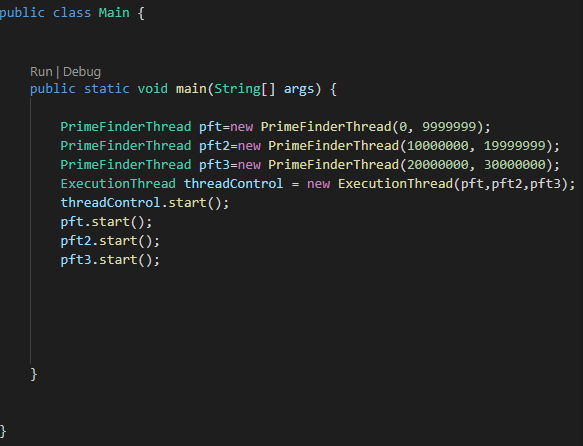 public class Main {
Run | Debug
public static void main(String[] args) {
PrimeFinderThread pft=new PrimeFinderThread(0, 9999999);
PrimeFinderThread pft2=new PrimeFinderThread(10000000, 19999999);
PrimeFinderThread pft3=new PrimeFinderThread(20000000, 30000000);
ExecutionThread threadControl = new ExecutionThread(pft,pft2,pft3);
threadControl.start();
pft.start();
pft2.start();
pft3.start();
}
}